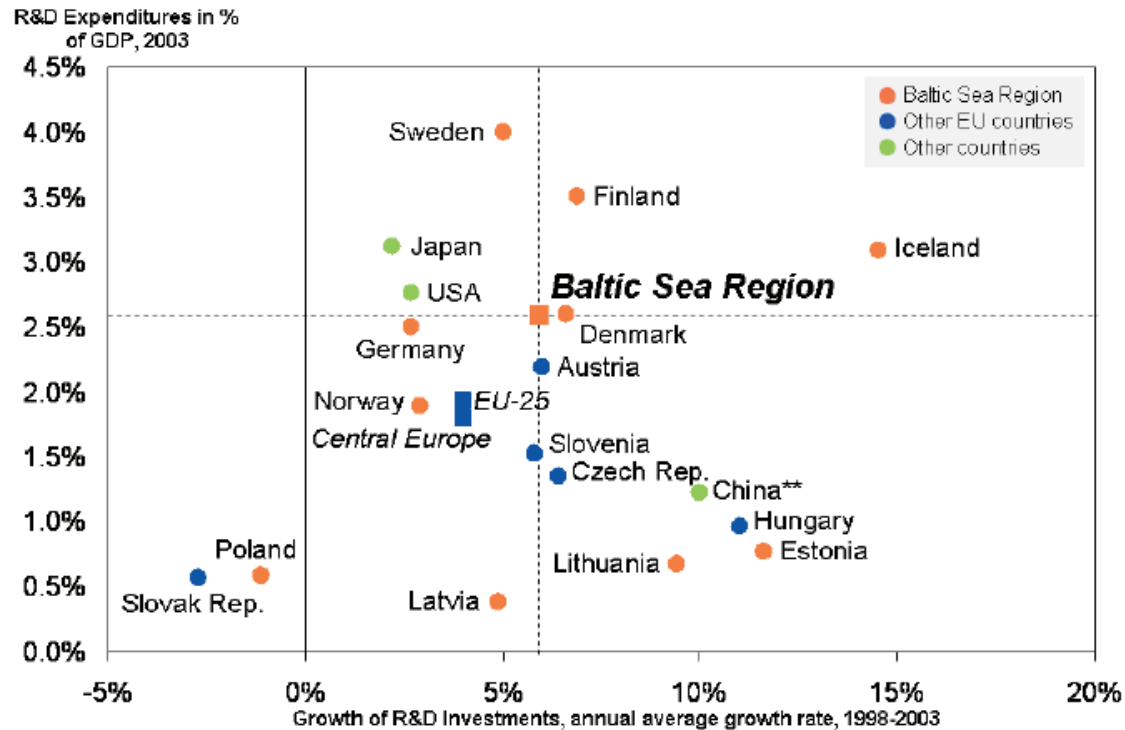 R&D Expenditures in %
of GDP, 2003
4.5%
4.0%
3.5%
3.0%
2.5%
2.0%
1.5%
1.0%
0.5%
0.0%
Baltic Sea Region
Other EU countries
Other countries
Sweden
Finland
Japan
Iceland
USA
Baltic Sea Region
Denmark
Germany
Austria
Norway
EU-25
Central Europe
Slovenia
Czech Rep.
China**
Hungary
Poland
Estonia
Lithuania
Slovak Rep.
Latvia
-5%
0%
5%
10%
15%
20%
Growth of R&D Investments, annual average growth rate, 1998-2003